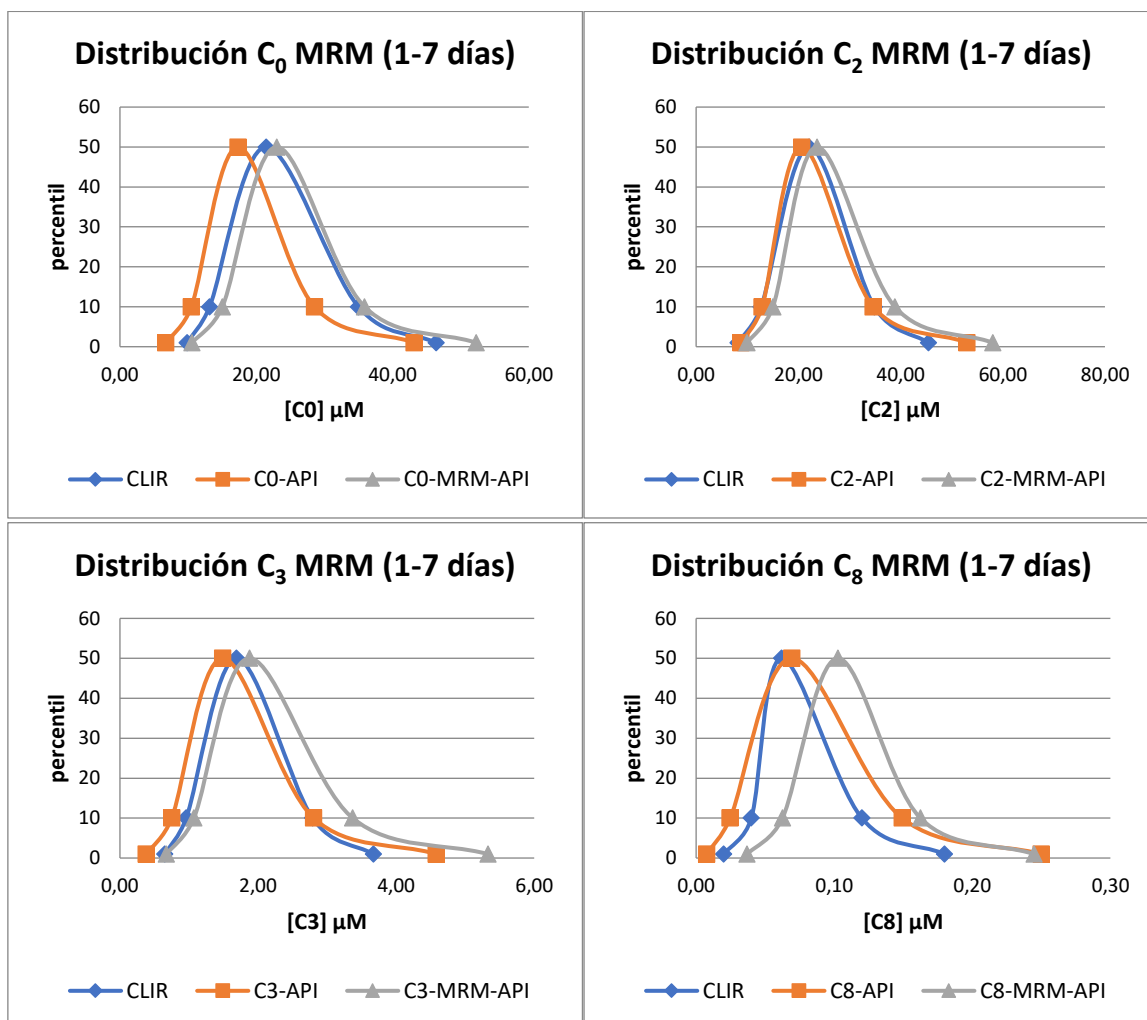 Distribución C₀ MRM (1-7 días)
60
50
40
30
20
10
0
percentil
0,00 20,00 40,00 60,00
[C0] µM
CLIR C0-API C0-MRM-API
Distribución C₂ MRM (1-7 días)
60
50
40
30
20
10
0
percentil
0,00 20,00 40,00 60,00 80,00
[C2] µM
CLIR C2-API C2-MRM-API
Distribución C₃ MRM (1-7 días)
60
50
40
30
20
10
0
percentil
0,00 2,00 4,00 6,00
[C3] µM
CLIR C3-API C3-MRM-API
Distribución C₈ MRM (1-7 días)
60
50
40
30
20
10
0
percentil
0,00 0,10 0,20 0,30
[C8] µM
CLIR C8-API C8-MRM-API